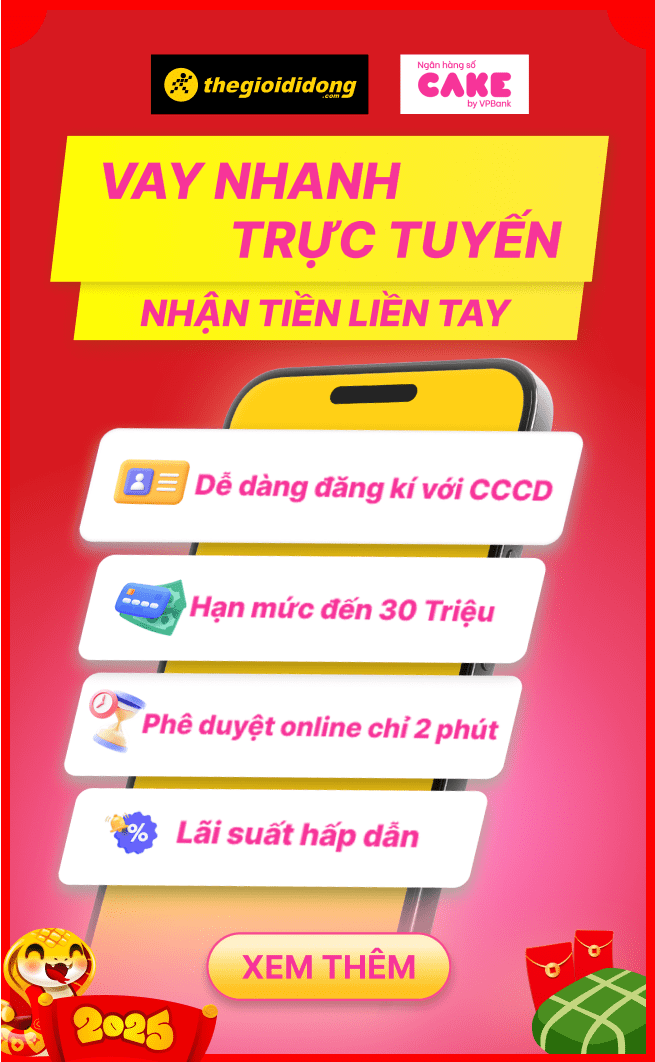 thegioididong
.com
Ngân hàng số
CAKE
by VPBank
VAY NHANH
TRỰC TUYẾN
NHẬN TIỀN LIỀN TAY
Dễ dàng đăng kí với CCCD
Hạn mức đến 30 Triệu
Phê duyệt online chỉ 2 phút
%
Lãi suất hấp dẫn
XEM THÊM
2025